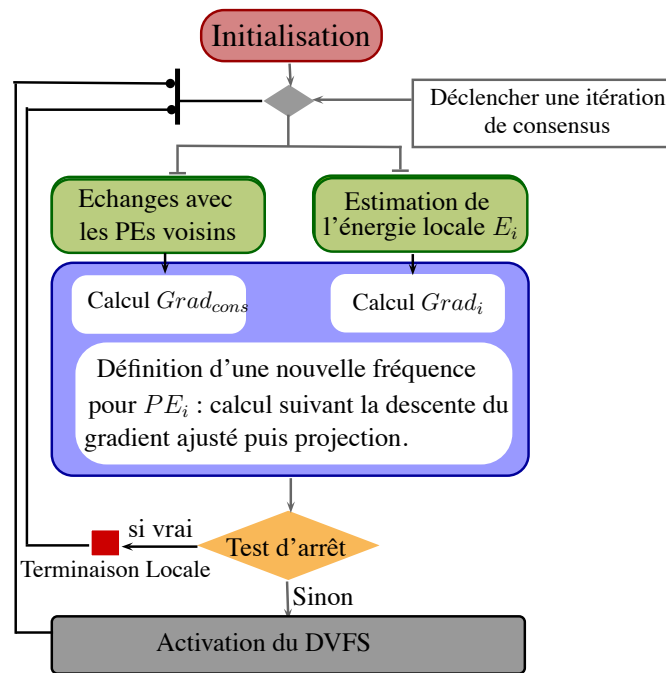 Initialisation
Déclencher une itération
de consensus
Echanges avec
les PEs voisins
Estimation de
l'énergie locale E_i
Calcul Grad_cons
Calcul Grad_i
Définition d'une nouvelle fréquence
pour PE_i : calcul suivant la descente du
gradient ajusté puis projection.
si vrai
Test d'arrêt
Terminaison Locale
Sinon
Activation du DVFS